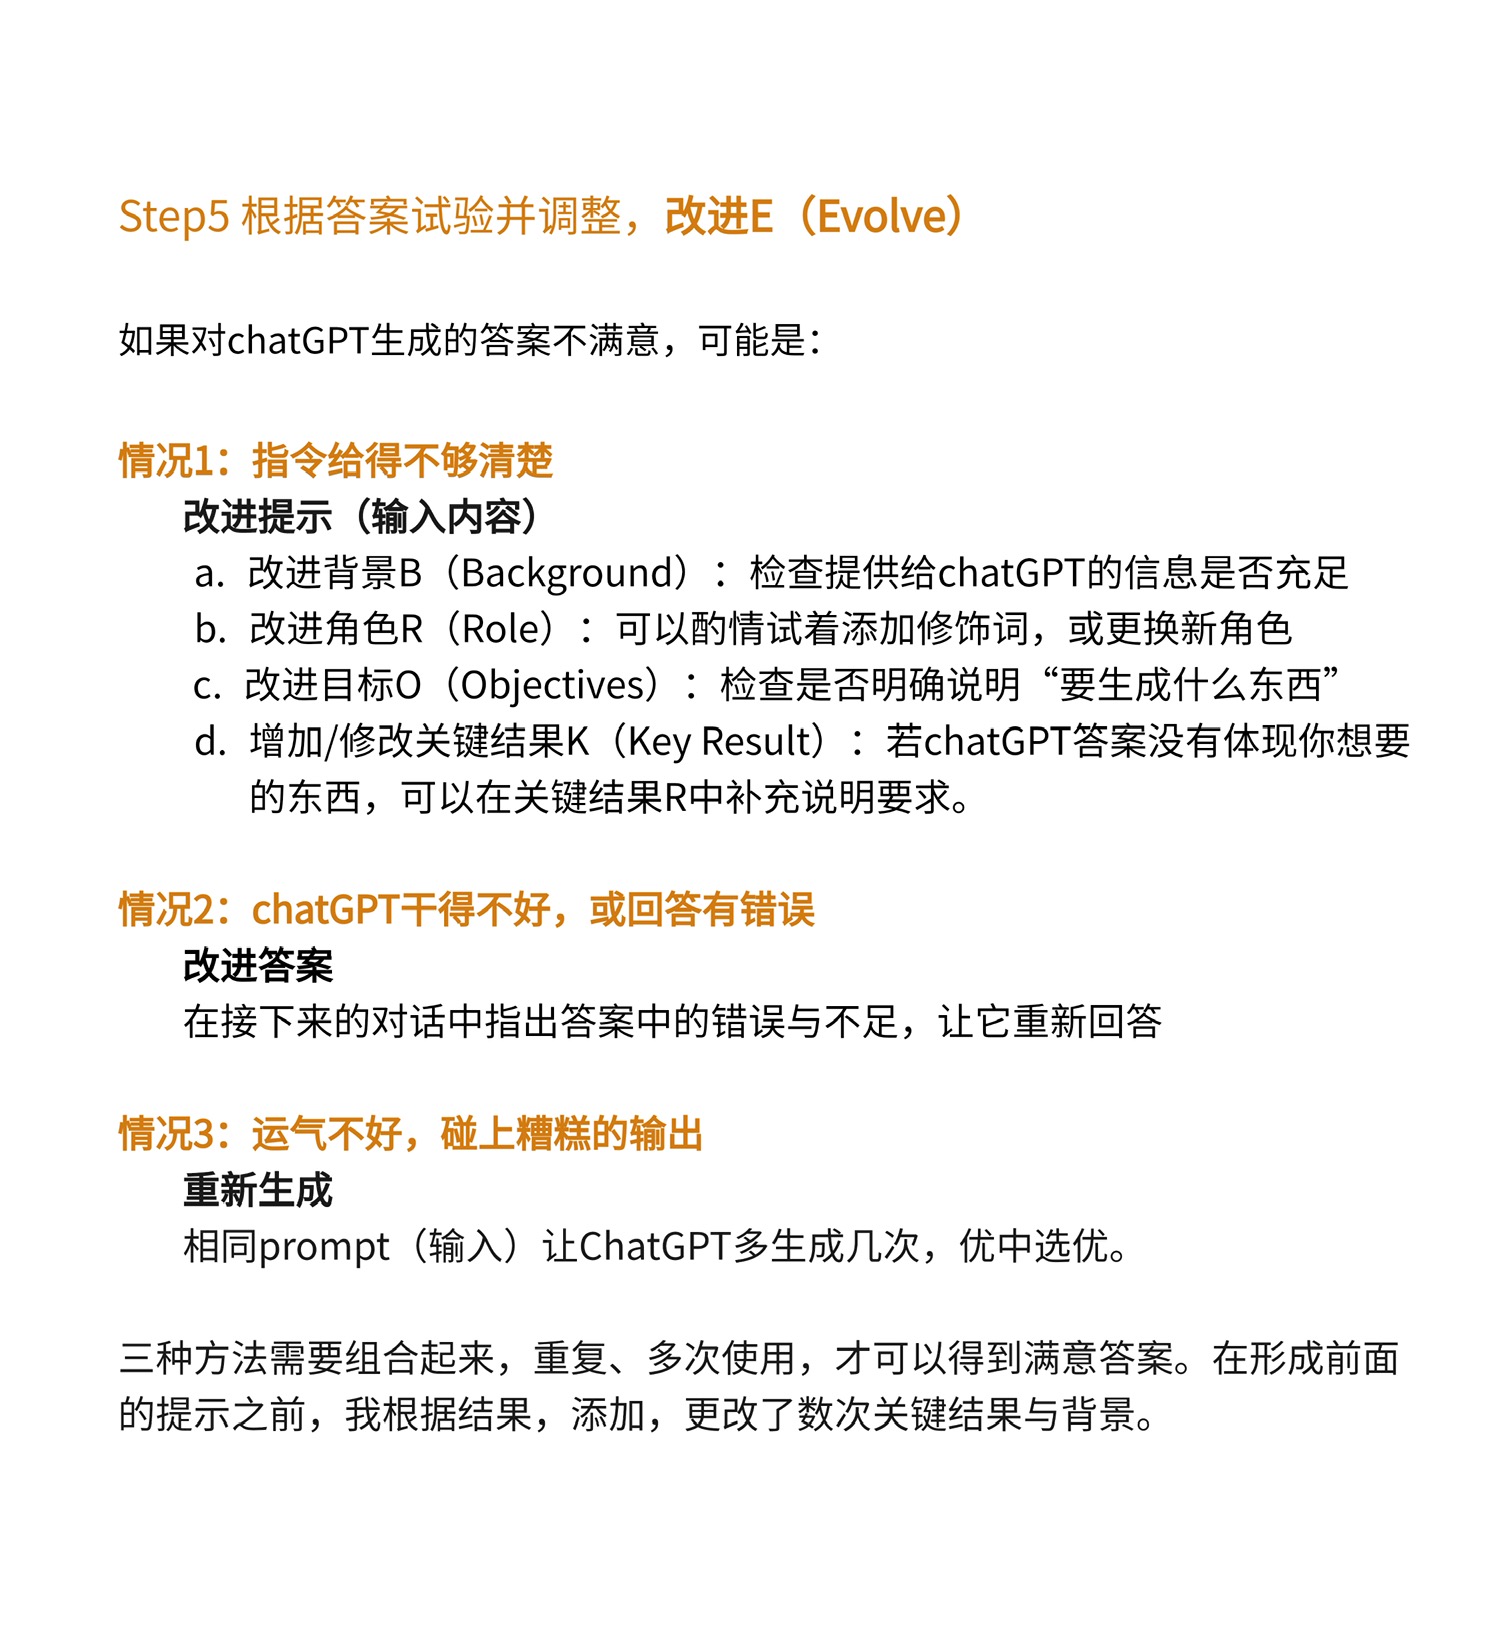 Step5 根据答案试验并调整，改进E（Evolve）
如果对chatGPT生成的答案不满意，可能是：
情况1：指令给得不够清楚
改进提示（输入内容）
a. 改进背景B（Background）：检查提供给chatGPT的信息是否充足
b. 改进角色R（Role）：可以酌情试着添加修饰词，或更换新角色
c. 改进目标O（Objectives）：检查是否明确说明“要生成什么东西”
d. 增加/修改关键结果K（Key Result）：若chatGPT答案没有体现你想要
的东西，可以在关键结果R中补充说明要求。
情况2：chatGPT干得不好，或回答有错误
改进答案
在接下来的对话中指出答案中的错误与不足，让它重新回答
情况3：运气不好，碰上糟糕的输出
重新生成
相同prompt（输入）让ChatGPT多生成几次，优中选优。
三种方法需要组合起来，重复、多次使用，才可以得到满意答案。在形成前面
的提示之前，我根据结果，添加，更改了数次关键结果与背景。